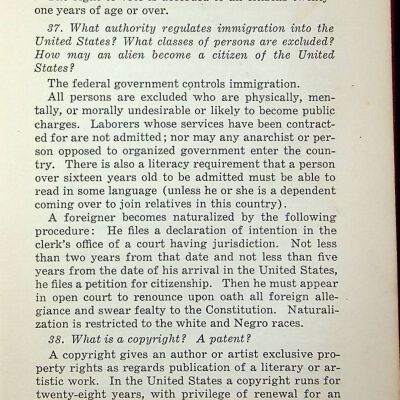 one years of age or over.
37. What authority regulates immigration into the
United States? What classes of persons are excluded?
How may an alien become a citizen of the United
States?
The federal government controls immigration.
All persons are excluded who are physically, men-
tally, or morally undesirable or likely to become public
charges. Laborers whose services have been contract-
ed for are not admitted; nor may any anarchist or per-
son opposed to organized government enter the coun-
try. There is also a literacy requirement that a person
over sixteen years old to be admitted must be able to
read in some language (unless he or she is a dependent
coming over to join relatives in this country).
A foreigner becomes naturalized by the following
procedure: He files a declaration of intention in the
clerk's office of a court having jurisdiction. Not less
than two years from that date and not less than five
years from the date of his arrival in the United States,
he files a petition for citizenship. Then he must appear
in open court to renounce upon oath all foreign alle-
giance and swear fealty to the Constitution. Naturali-
zation is restricted to the white and Negro races.
38. What is a copyright? A patent?
A copyright gives an author or artist exclusive pro-
perty rights as regards publication of a literary or ar-
tistic work. In the United States a copyright runs for
twenty-eight years, with privilege of renewal for an